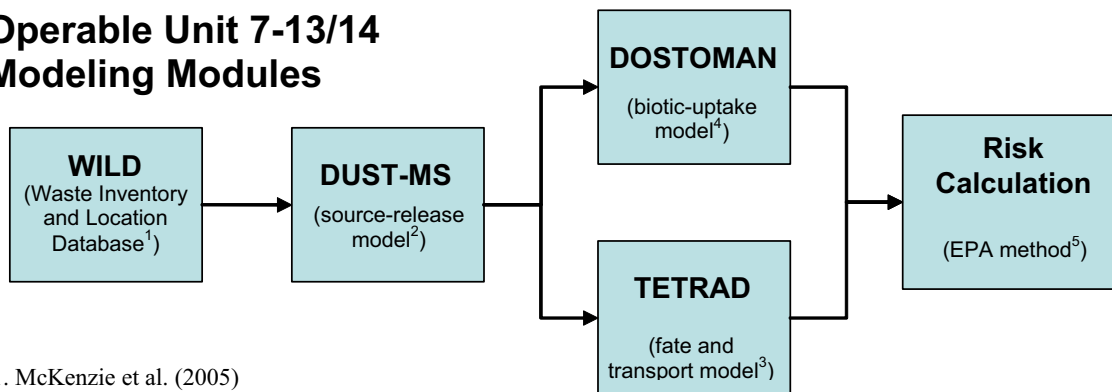 Operable Unit 7-13/14
Modeling Modules
WILD
(Waste Inventory
and Location
Database¹)
DUST-MS
(source-release
model²)
DOSTOMAN
(biotic-uptake
model⁴)
TETRAD
(fate and
transport model³)
Risk
Calculation
(EPA method⁵)
1. McKenzie et al. (2005)